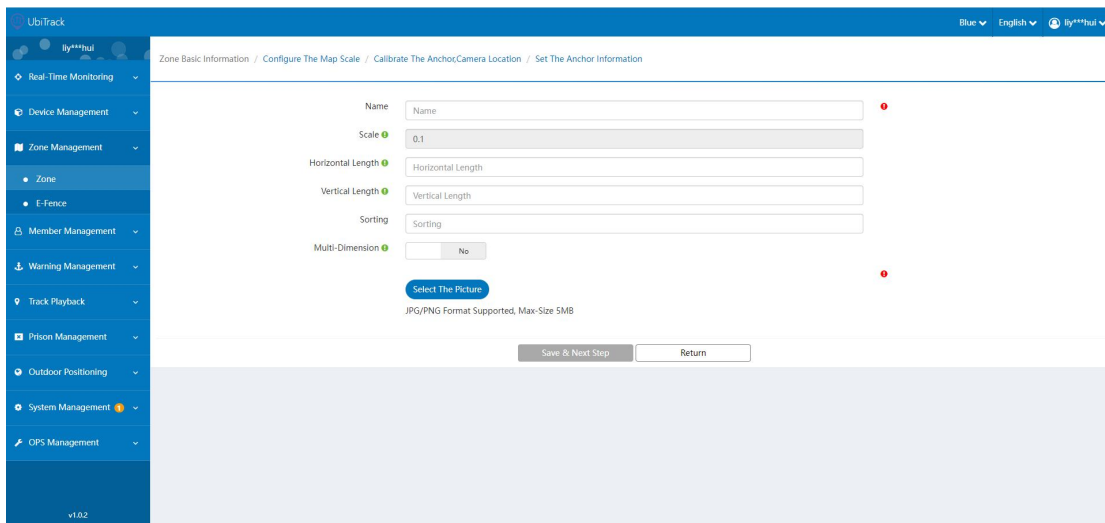 UbiTrack
Blue English liy***hui
liy***hui
Real-Time Monitoring
Device Management
Zone Management
Zone
E-Fence
Member Management
Warning Management
Track Playback
Prison Management
Outdoor Positioning
System Management 1
OPS Management
v1.0.2
Zone Basic Information / Configure The Map Scale / Calibrate The Anchor,Camera Location / Set The Anchor Information
Name Name
Scale 0.1
Horizontal Length Horizontal Length
Vertical Length Vertical Length
Sorting Sorting
Multi-Dimension No
Select The Picture
JPG/PNG Format Supported, Max-Size 5MB
Save & Next Step Return